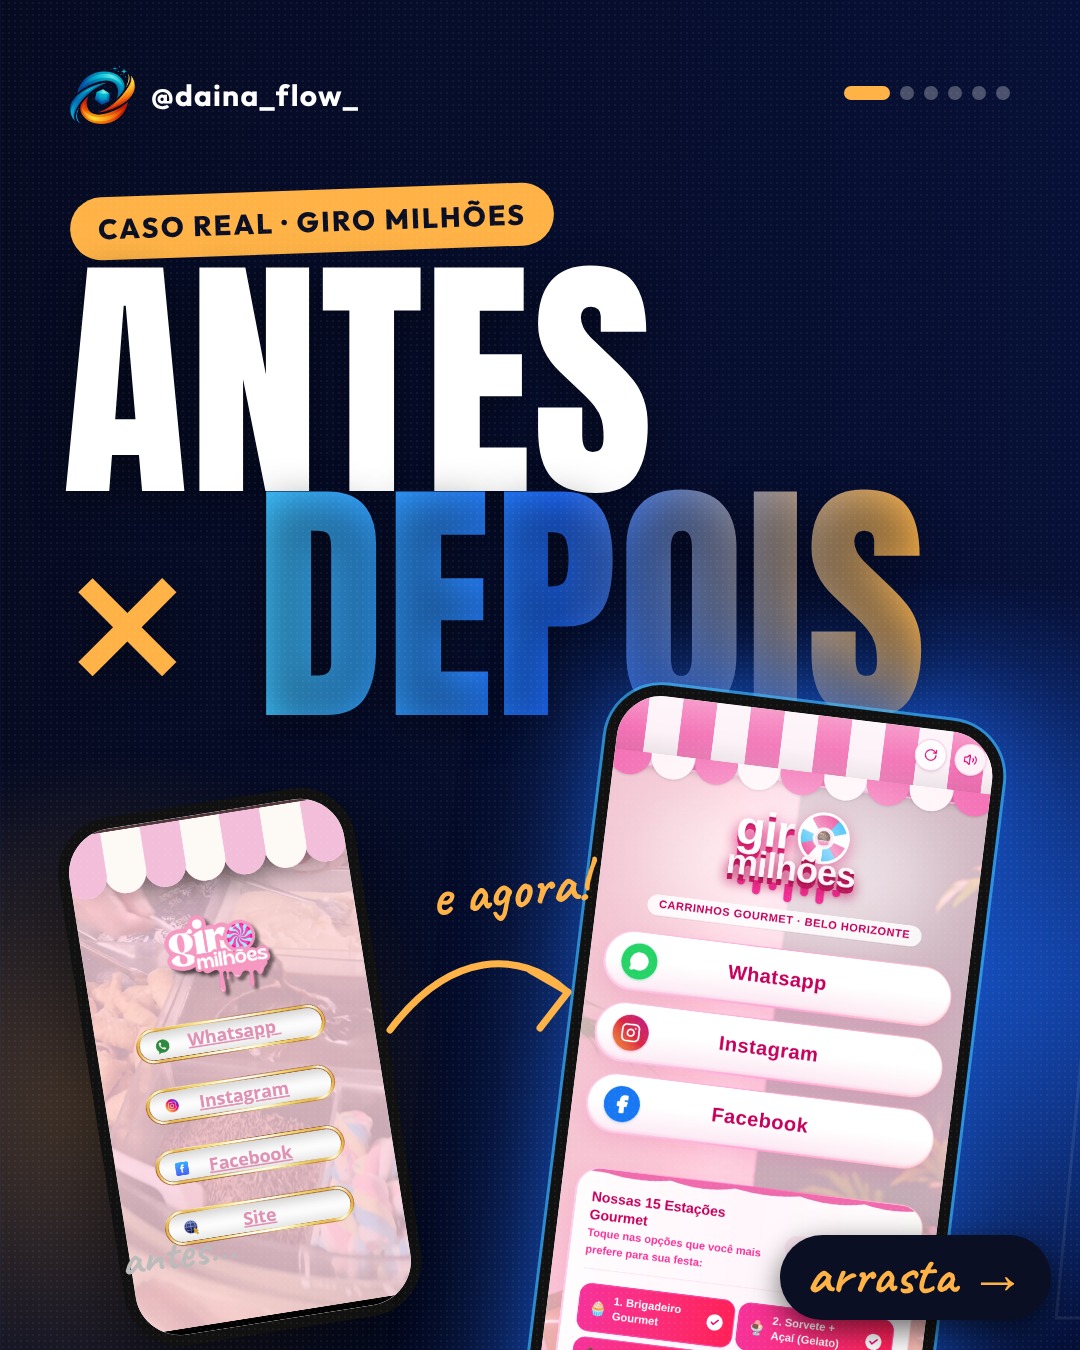 @daina_flow_
CASO REAL · GIRO MILHÕES
ANTES
× DEPOIS
giro
milhões
Whatsapp
Instagram
Facebook
Site
antes...
e agora!
giro
milhões
CARRINHOS GOURMET · BELO HORIZONTE
Whatsapp
Instagram
Facebook
Nossas 15 Estações
Gourmet
Toque nas opções que você mais
prefere para sua festa:
1. Brigadeiro
Gourmet
2. Sorvete +
Açaí (Gelato)
arrasta →